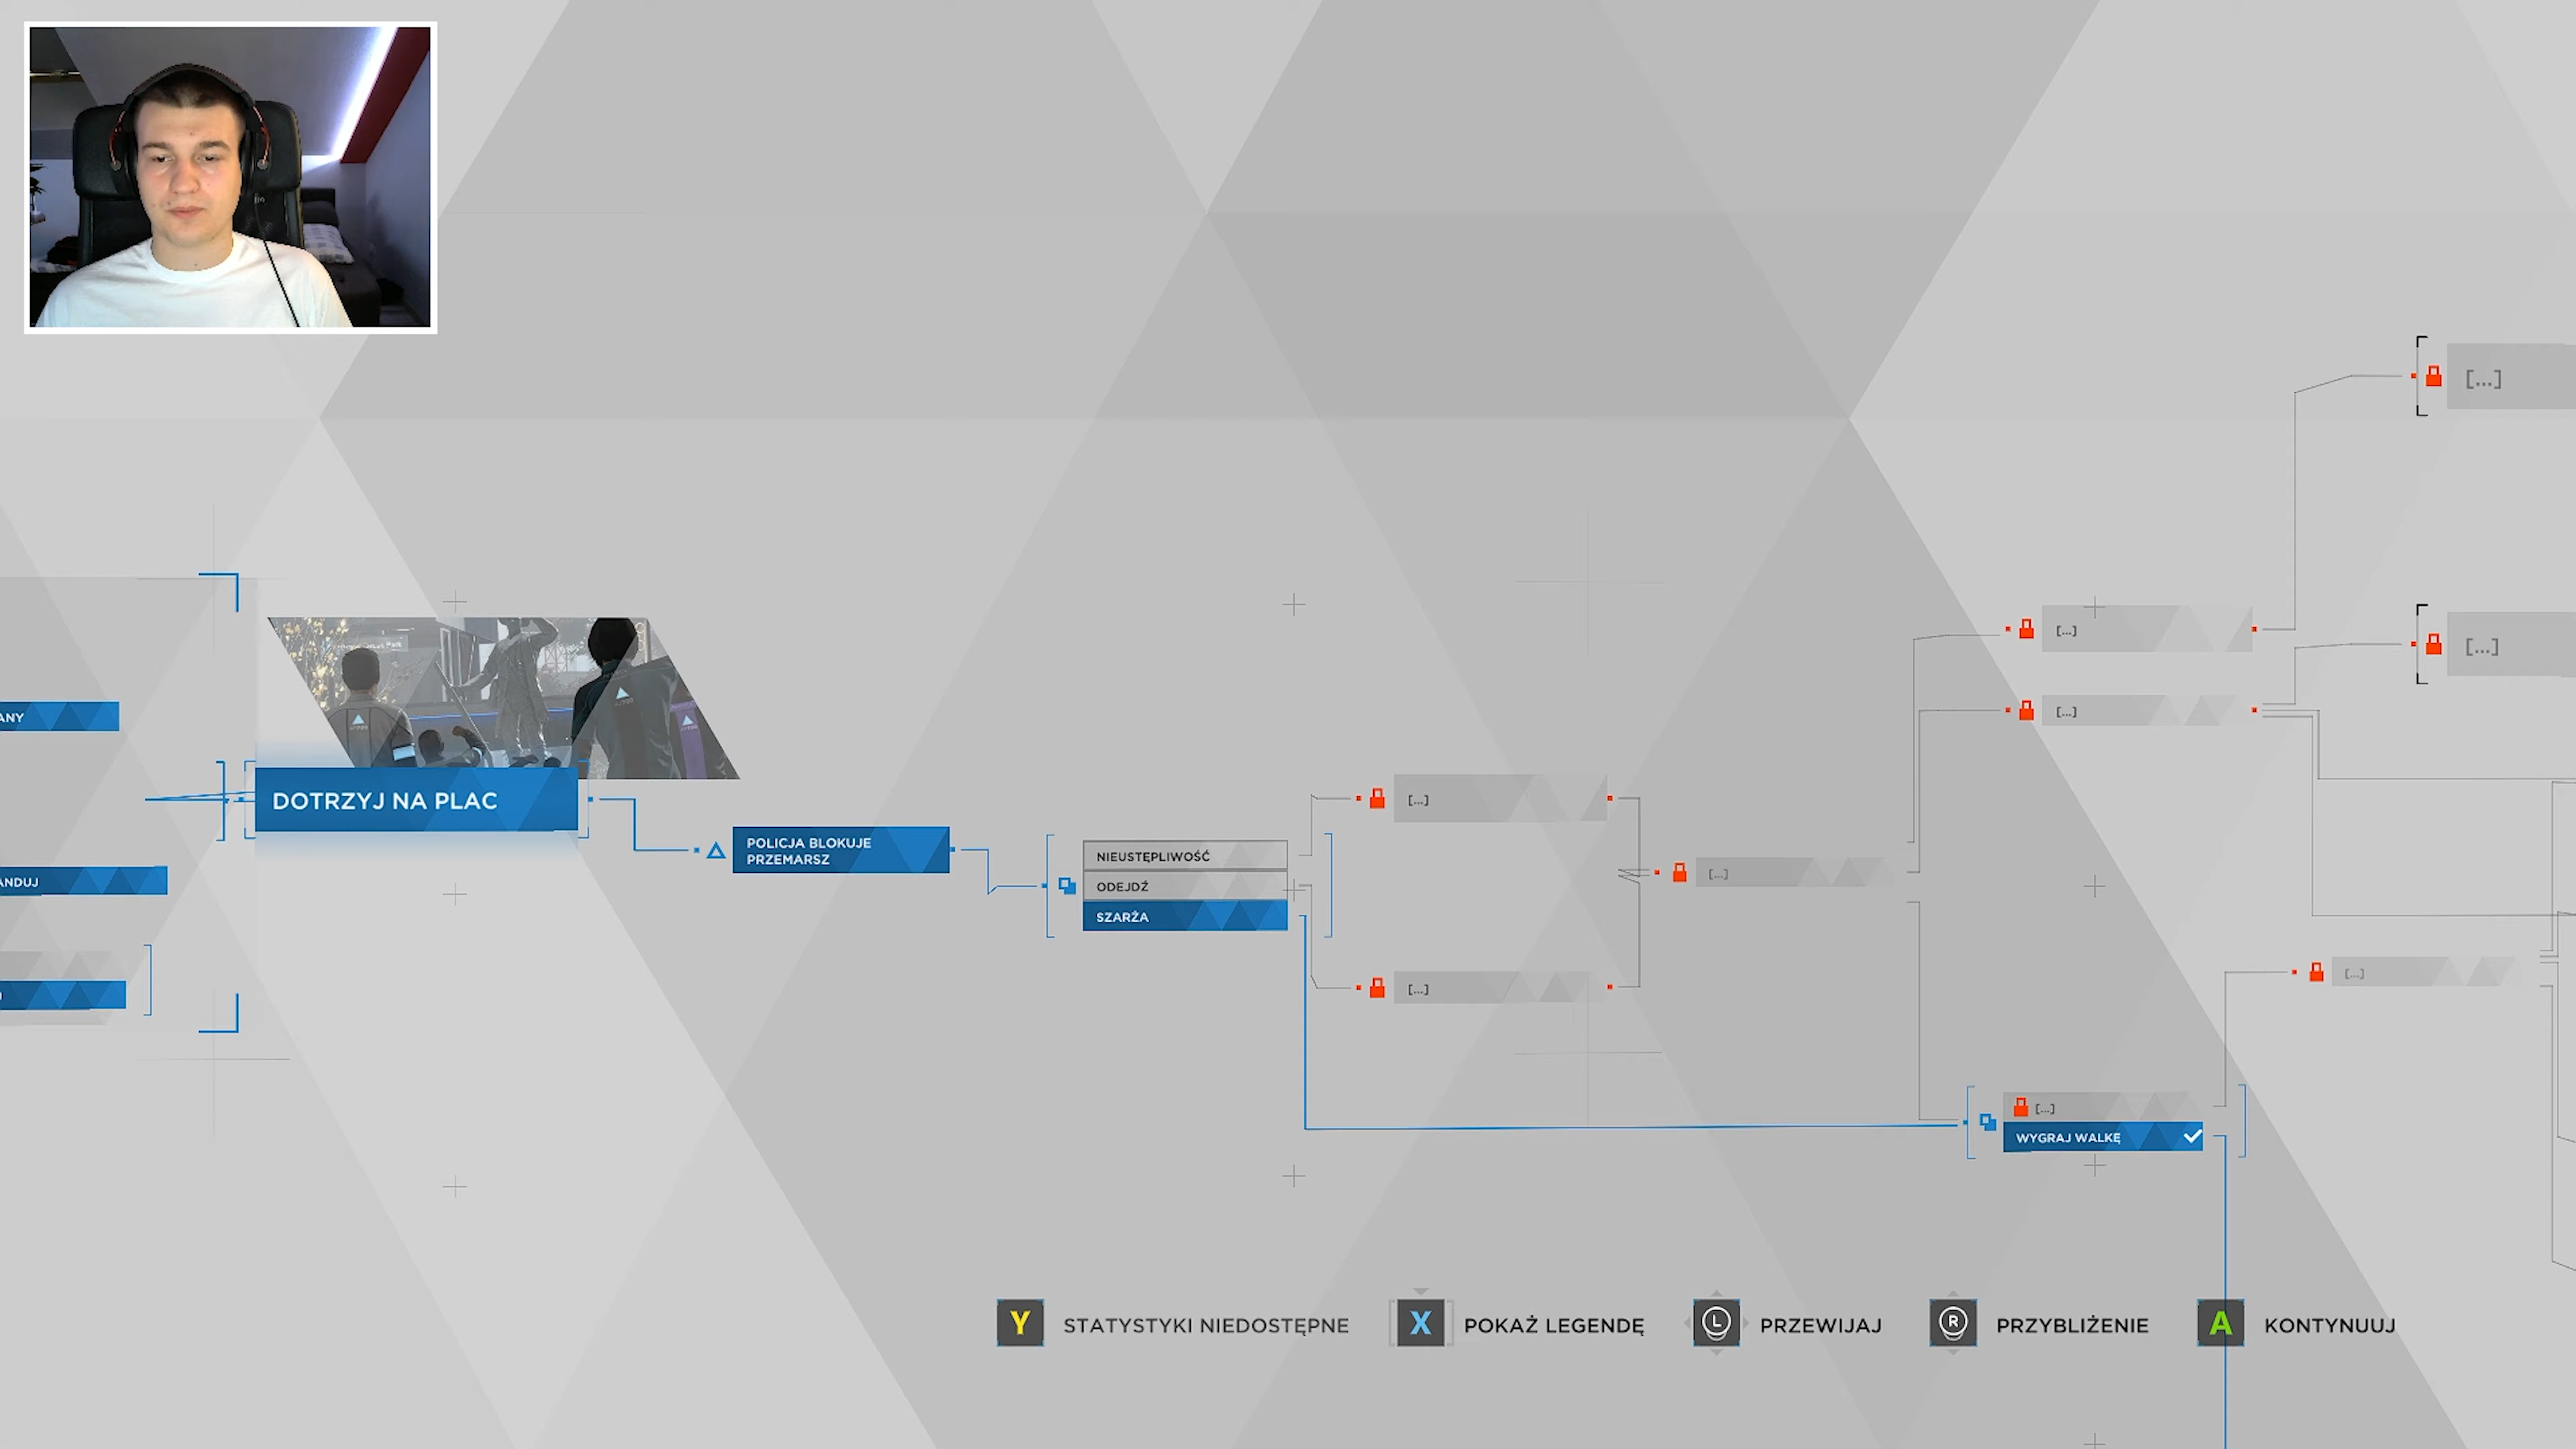 ANY
DOTRZYJ NA PLAC
ANDUJ
POLICJA BLOKUJE
PRZEMARSZ
NIEUSTĘPLIWOŚĆ
ODEJDŹ
SZARŻA
[...]
[...]
[...]
[...]
[...]
[...]
[...]
[...]
[...]
WYGRAJ WALKĘ
Y STATYSTYKI NIEDOSTĘPNE
X POKAŻ LEGENDĘ
L PRZEWIJAJ
R PRZYBLIŻENIE
A KONTYNUUJ